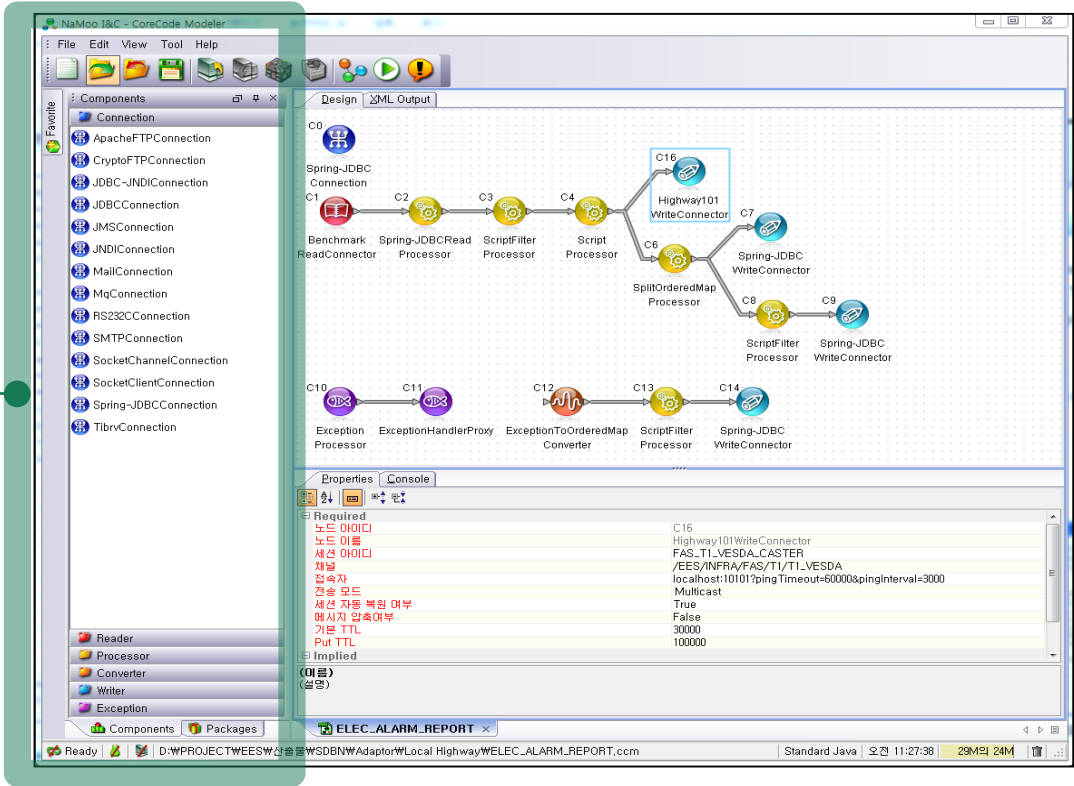 NaMoo I&C - CoreCode Modeler
File Edit View Tool Help
Favorite
Components
Connection
ApacheFTPConnection
CryptoFTPConnection
JDBC-JNDIConnection
JDBCConnection
JMSConnection
JNDIConnection
MailConnection
MqConnection
RS232CConnection
SMTPConnection
SocketChannelConnection
SocketClientConnection
Spring-JDBCConnection
TibrvConnection
Reader
Processor
Converter
Writer
Exception
Components Packages
Design XML Output
C0
Spring-JDBC
Connection
C1
Benchmark
ReadConnector
C2
Spring-JDBCRead
Processor
C3
ScriptFilter
Processor
C4
Script
Processor
C16
Highway101
WriteConnector
C6
SplitOrderedMap
Processor
C7
Spring-JDBC
WriteConnector
C8
ScriptFilter
Processor
C9
Spring-JDBC
WriteConnector
C10
Exception
Processor
C11
ExceptionHandlerProxy
C12
ExceptionToOrderedMap
Converter
C13
ScriptFilter
Processor
C14
Spring-JDBC
WriteConnector
Properties Console
Required
노드 아이디 C16
노드 이름 Highway101WriteConnector
세션 아이디 FAS_T1_VESDA_CASTER
채널 /EES/INFRA/FAS/T1/T1_VESDA
접속자 localhost:10101?pingTimeout=60000&pingInterval=3000
전송 모드 Multicast
세션 자동 복원 여부 True
메시지 압축여부 False
기본 TTL 30000
Put TTL 100000
Implied
(이름)
(설명)
ELEC_ALARM_REPORT
Ready D:₩PROJECT₩EES₩산출물₩SDBN₩Adaptor₩Local Highway₩ELEC_ALARM_REPORT.ccm Standard Java 오전 11:27:38 29M의 24M